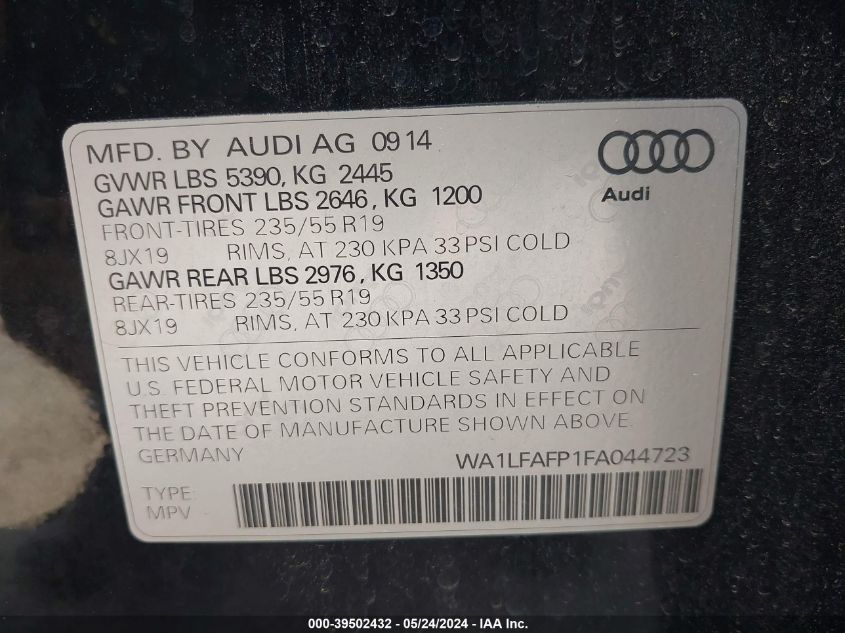 MFD. BY AUDI AG 09 14
GVWR LBS 5390, KG 2445
GAWR FRONT LBS 2646, KG 1200
FRONT-TIRES 235/55 R19
8JX19 RIMS, AT 230 KPA 33 PSI COLD
GAWR REAR LBS 2976, KG 1350
REAR-TIRES 235/55 R19
8JX19 RIMS, AT 230 KPA 33 PSI COLD
Audi
THIS VEHICLE CONFORMS TO ALL APPLICABLE
U.S. FEDERAL MOTOR VEHICLE SAFETY AND
THEFT PREVENTION STANDARDS IN EFFECT ON
THE DATE OF MANUFACTURE SHOWN ABOVE.
GERMANY WA1LFAFP1FA044723
TYPE:
MPV
000-39502432 - 05/24/2024 - IAA Inc.